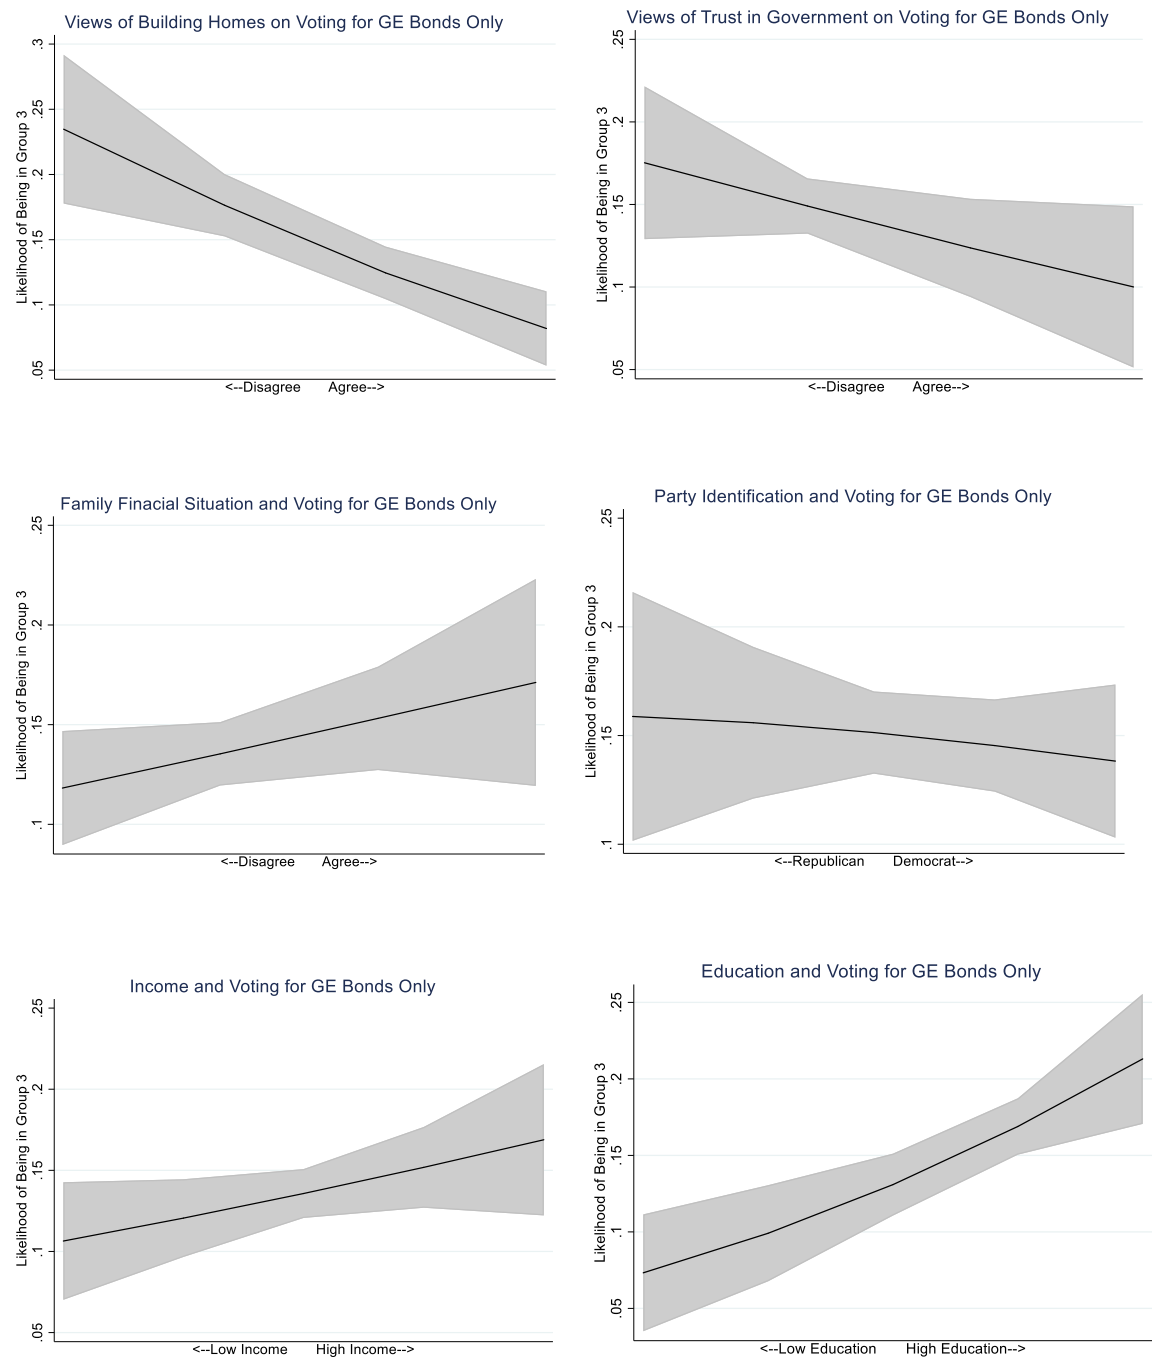 Views of Building Homes on Voting for GE Bonds Only
Likelihood of Being in Group 3
.3
.25
.2
.15
.1
.05
<--Disagree Agree-->
Views of Trust in Government on Voting for GE Bonds Only
Likelihood of Being in Group 3
.25
.2
.15
.1
.05
<--Disagree Agree-->
Family Finacial Situation and Voting for GE Bonds Only
Likelihood of Being in Group 3
.25
.2
.15
.1
<--Disagree Agree-->
Party Identification and Voting for GE Bonds Only
Likelihood of Being in Group 3
.25
.2
.15
.1
<--Republican Democrat-->
Income and Voting for GE Bonds Only
Likelihood of Being in Group 3
.25
.2
.15
.1
.05
<--Low Income High Income-->
Education and Voting for GE Bonds Only
Likelihood of Being in Group 3
.25
.2
.15
.1
.05
<--Low Education High Education-->